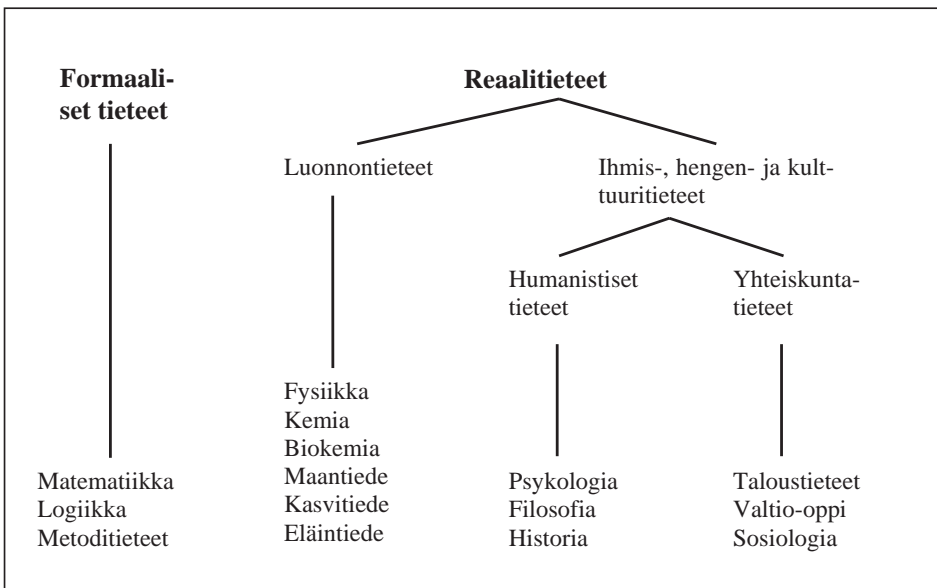 Formaali-
set tieteet
Reaalitieteet
Luonnontieteet
Ihmis-, hengen- ja kult-
tuuritieteet
Humanistiset
tieteet
Yhteiskunta-
tieteet
Matematiikka
Logiikka
Metoditieteet
Fysiikka
Kemia
Biokemia
Maantiede
Kasvitiede
Eläintiede
Psykologia
Filosofia
Historia
Taloustieteet
Valtio-oppi
Sosiologia